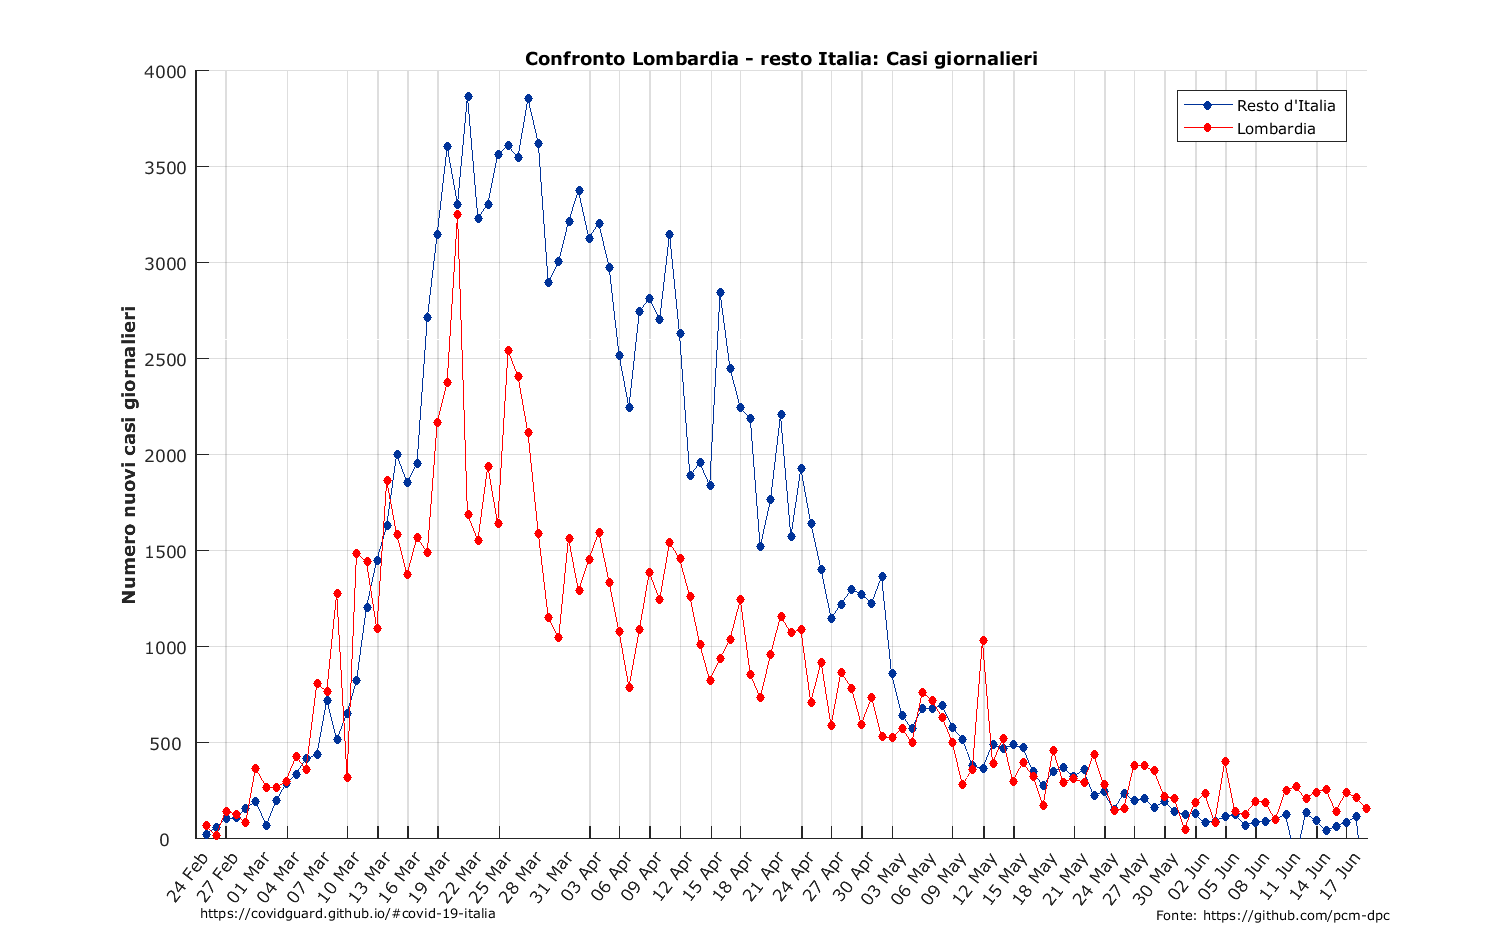 Confronto Lombardia - resto Italia: Casi giornalieri
Resto d'Italia
Lombardia
Numero nuovi casi giornalieri
4000
3500
3000
2500
2000
1500
1000
500
0
24 Feb
27 Feb
01 Mar
04 Mar
07 Mar
10 Mar
13 Mar
16 Mar
19 Mar
22 Mar
25 Mar
28 Mar
31 Mar
03 Apr
06 Apr
09 Apr
12 Apr
15 Apr
18 Apr
21 Apr
24 Apr
27 Apr
30 Apr
03 May
06 May
09 May
12 May
15 May
18 May
21 May
24 May
27 May
30 May
02 Jun
05 Jun
08 Jun
11 Jun
14 Jun
17 Jun
https://covidguard.github.io/#covid-19-italia
Fonte: https://github.com/pcm-dpc